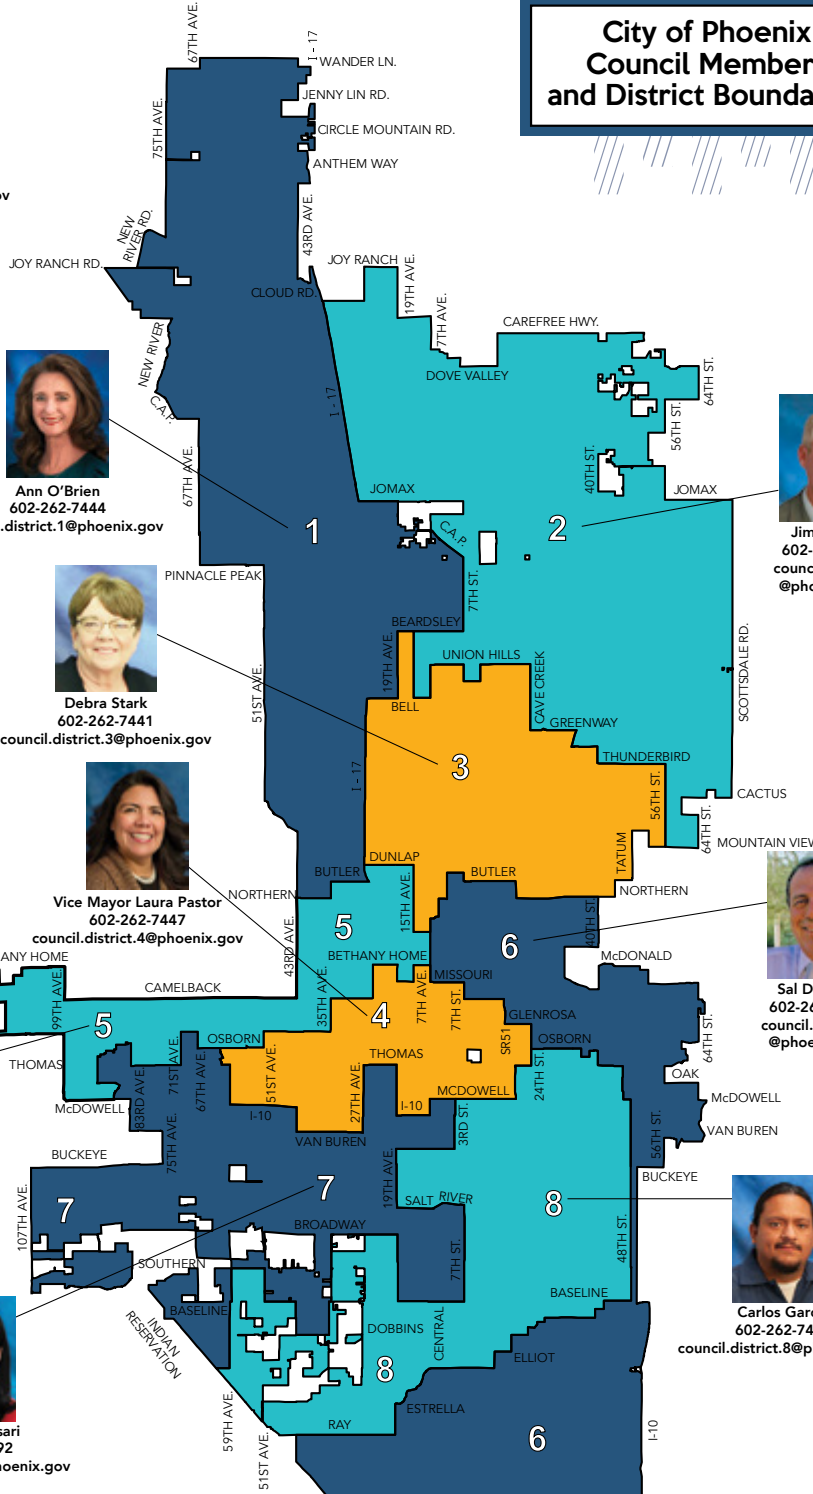 City of Phoenix
Council Member
and District Bounda
67TH AVE.
I - 17
WANDER LN.
JENNY LIN RD.
75TH AVE.
CIRCLE MOUNTAIN RD.
ANTHEM WAY
ov
43RD AVE.
NEW
RIVER RD.
JOY RANCH RD.
JOY RANCH
CLOUD RD.
19TH AVE.
7TH AVE.
CAREFREE HWY.
NEW RIVER
I - 17
DOVE VALLEY
64TH ST.
C.A.P.
56TH ST.
67TH AVE.
40TH ST.
Ann O’Brien
602-262-7444
.district.1@phoenix.gov
JOMAX
JOMAX
1
2
C.A.P.
Jim
602-
counc
@pho
PINNACLE PEAK
7TH ST.
BEARDSLEY
Debra Stark
602-262-7441
council.district.3@phoenix.gov
51ST AVE.
19TH AVE.
UNION HILLS
CAVE CREEK
SCOTTSDALE RD.
BELL
GREENWAY
THUNDERBIRD
I - 17
3
56TH ST.
CACTUS
64TH ST.
MOUNTAIN VIEW
DUNLAP
BUTLER
BUTLER
TATUM
NORTHERN
NORTHERN
Vice Mayor Laura Pastor
602-262-7447
council.district.4@phoenix.gov
15TH AVE.
5
6
40TH ST.
43RD AVE.
BETHANY HOME
ANY HOME
McDONALD
MISSOURI
99TH AVE.
CAMELBACK
35TH AVE.
7TH AVE.
7TH ST.
Sal D
602-26
council.
@phoe
5
4
GLENROSA
SR51
64TH ST.
OSBORN
OSBORN
THOMAS
THOMAS
71ST AVE.
67TH AVE.
51ST AVE.
27TH AVE.
24TH ST.
OAK
83RD AVE.
McDOWELL
McDOWELL
McDOWELL
I-10
I-10
3RD ST.
VAN BUREN
VAN BUREN
75TH AVE.
56TH ST.
BUCKEYE
BUCKEYE
107TH AVE.
7
7
19TH AVE.
SALT RIVER
8
BROADWAY
48TH ST.
SOUTHERN
7TH ST.
BASELINE
BASELINE
INDIAN
RESERVATION
DOBBINS
CENTRAL
Carlos Garc
602-262-74
council.district.8@p
8
ELLIOT
59TH AVE.
ESTRELLA
RAY
51ST AVE.
6
I-10
sari
92
hoenix.gov